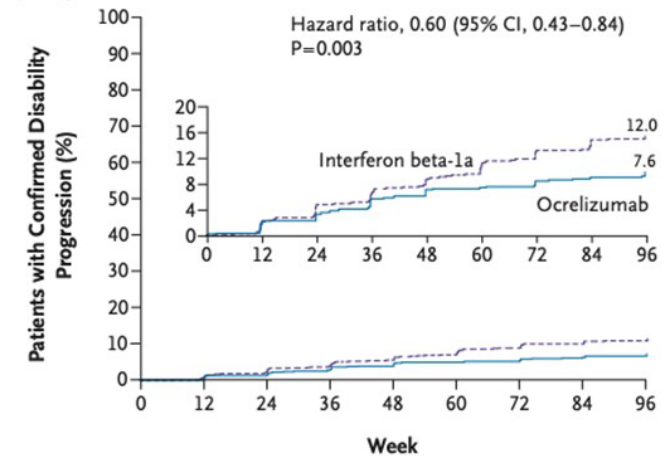 Hazard ratio, 0.60 (95% CI, 0.43–0.84)
P=0.003
Patients with Confirmed Disability
Progression (%)
100
90
80
70
60
50
40
30
20
10
0
20
16
12
8
4
0
Interferon beta-1a
12.0
7.6
Ocrelizumab
0 12 24 36 48 60 72 84 96
0 12 24 36 48 60 72 84 96
Week